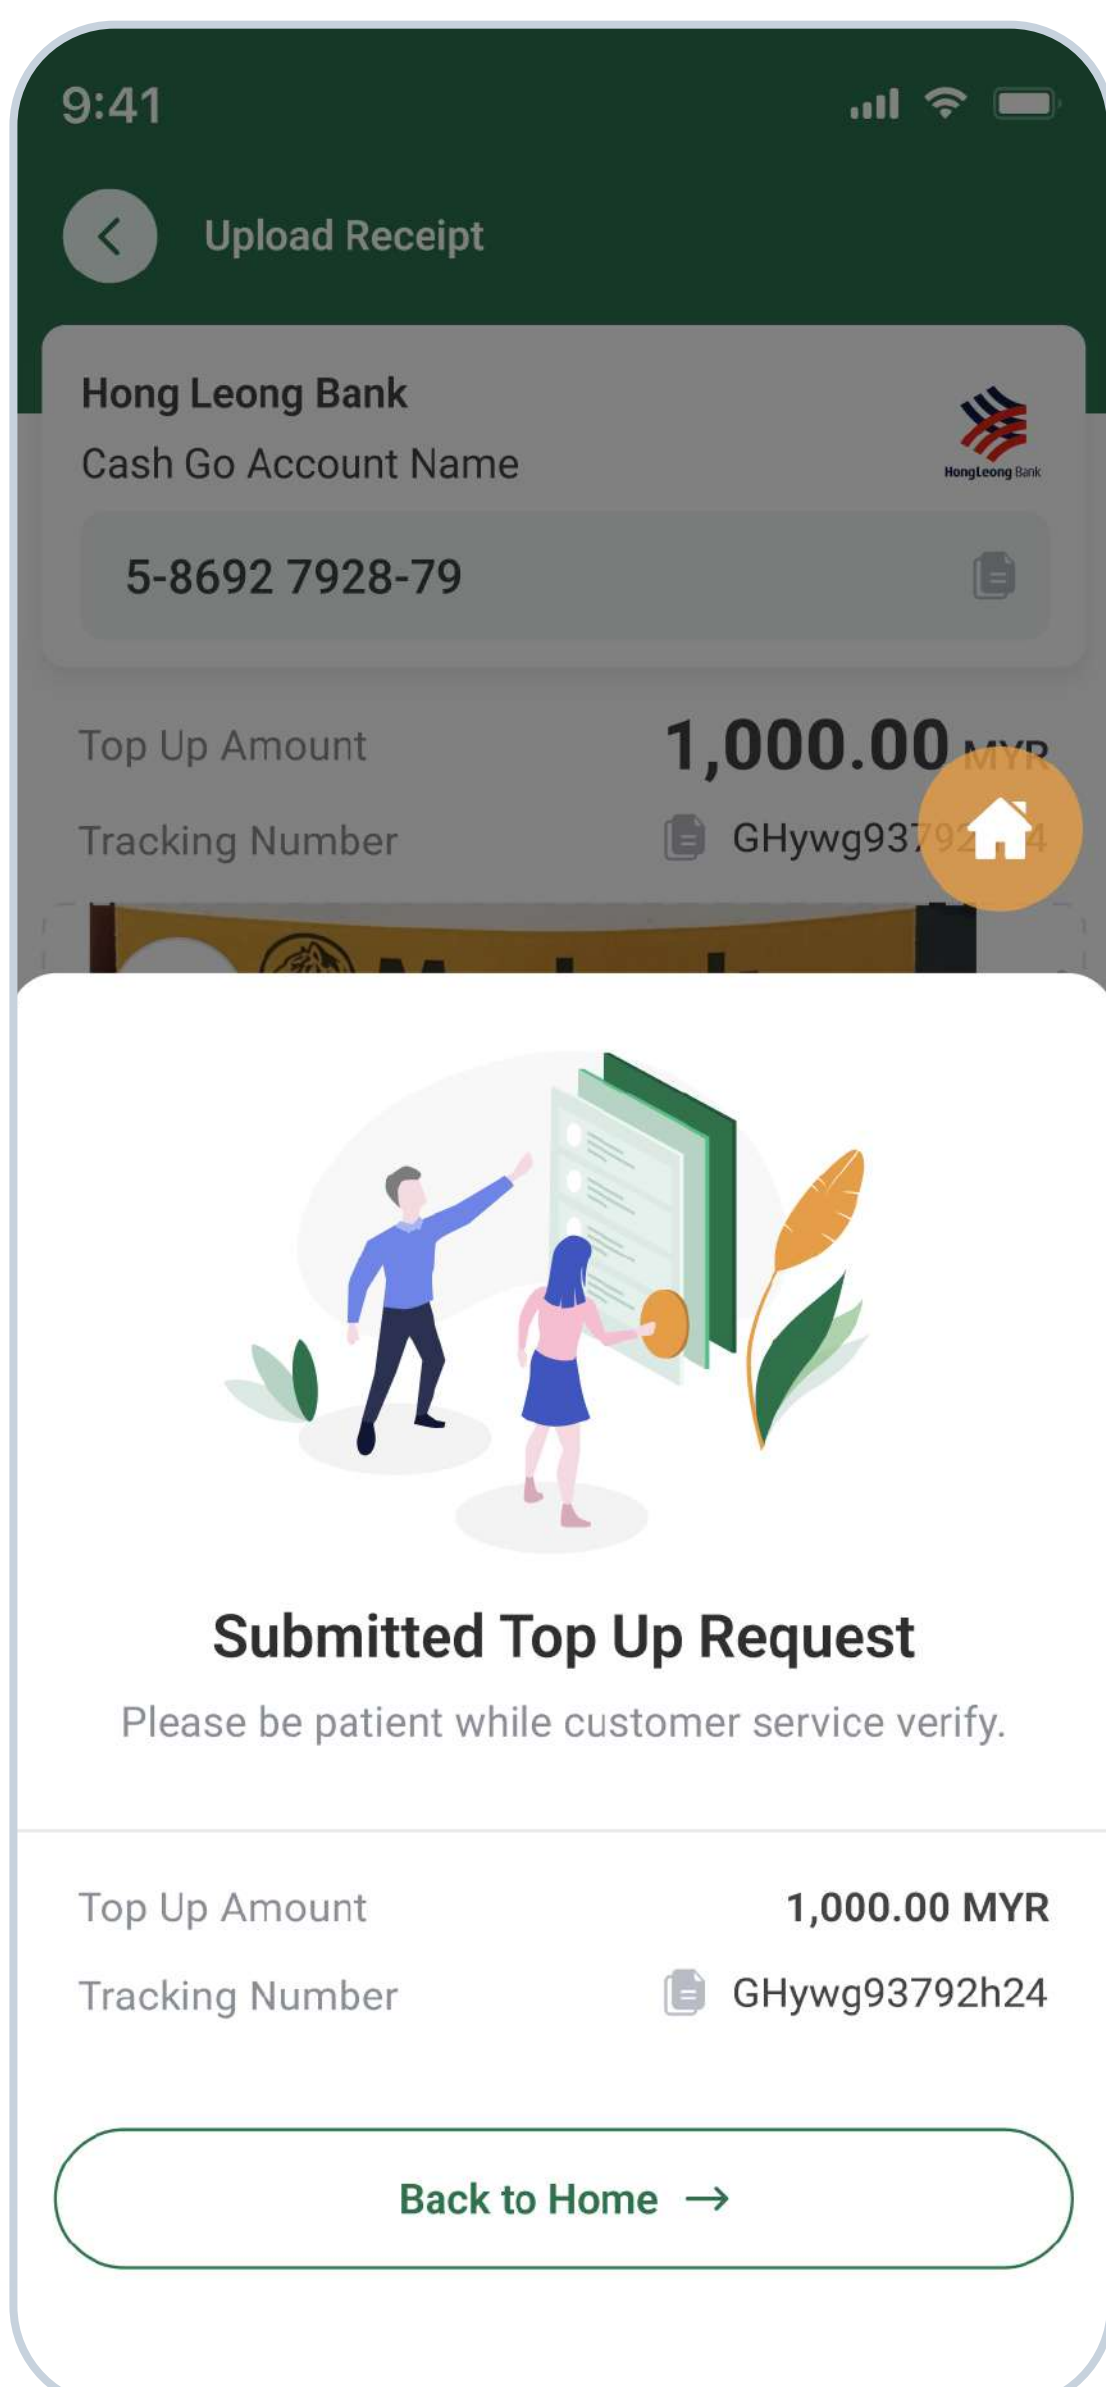 9:41
Upload Receipt
Hong Leong Bank
Cash Go Account Name
HongLeong Bank
5-8692 7928-79
Top Up Amount 1,000.00 MYR
Tracking Number GHywg93792
Submitted Top Up Request
Please be patient while customer service verify.
Top Up Amount 1,000.00 MYR
Tracking Number GHywg93792h24
Back to Home →